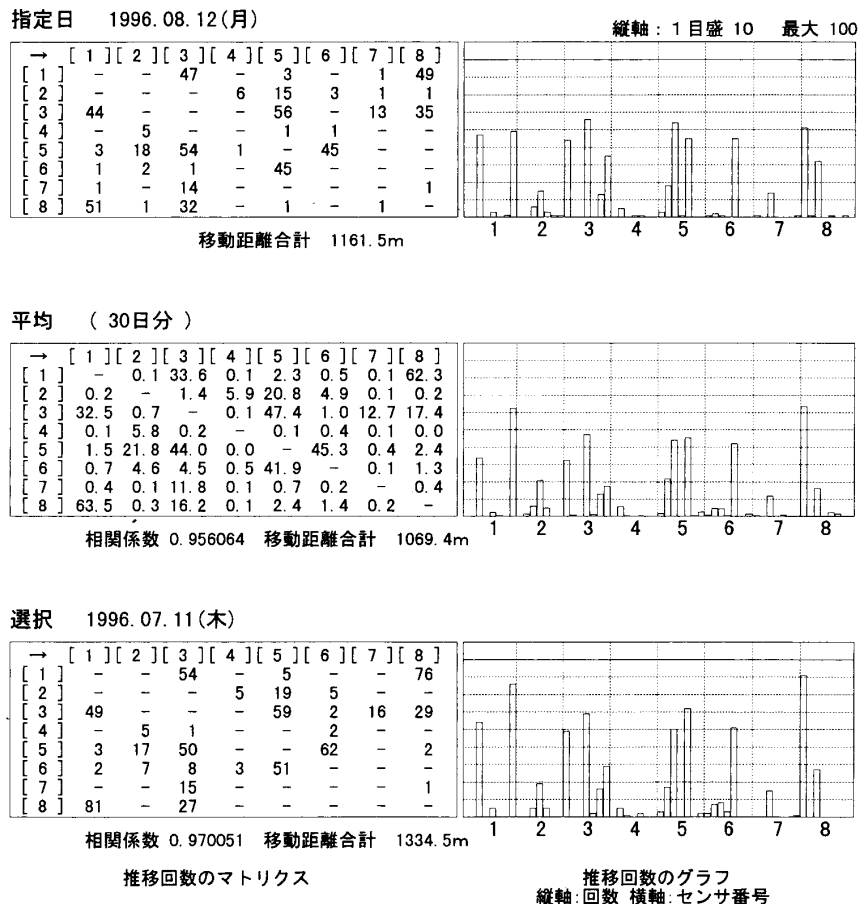 指定日 1996.08.12(月)
縦軸：1目盛 10 最大 100
→ [ 1 ][ 2 ][ 3 ][ 4 ][ 5 ][ 6 ][ 7 ][ 8 ]
[ 1 ] - - 47 - 3 - 1 49
[ 2 ] - - - 6 15 3 1 1
[ 3 ] 44 - - - 56 - 13 35
[ 4 ] - 5 - - 1 1 - -
[ 5 ] 3 18 54 1 - 45 - -
[ 6 ] 1 2 1 - 45 - - -
[ 7 ] 1 - 14 - - - - 1
[ 8 ] 51 1 32 - 1 - 1 -
1 2 3 4 5 6 7 8
移動距離合計 1161.5m
平均 （ 30日分 ）
→ [ 1 ][ 2 ][ 3 ][ 4 ][ 5 ][ 6 ][ 7 ][ 8 ]
[ 1 ] - 0.1 33.6 0.1 2.3 0.5 0.1 62.3
[ 2 ] 0.2 - 1.4 5.9 20.8 4.9 0.1 0.2
[ 3 ] 32.5 0.7 - 0.1 47.4 1.0 12.7 17.4
[ 4 ] 0.1 5.8 0.2 - 0.1 0.4 0.1 0.0
[ 5 ] 1.5 21.8 44.0 0.0 - 45.3 0.4 2.4
[ 6 ] 0.7 4.6 4.5 0.5 41.9 - 0.1 1.3
[ 7 ] 0.4 0.1 11.8 0.1 0.7 0.2 - 0.4
[ 8 ] 63.5 0.3 16.2 0.1 2.4 1.4 0.2 -
1 2 3 4 5 6 7 8
相関係数 0.956064 移動距離合計 1069.4m
選択 1996.07.11(木)
→ [ 1 ][ 2 ][ 3 ][ 4 ][ 5 ][ 6 ][ 7 ][ 8 ]
[ 1 ] - - 54 - 5 - - 76
[ 2 ] - - - 5 19 5 - -
[ 3 ] 49 - - - 59 2 16 29
[ 4 ] - 5 1 - - 2 - -
[ 5 ] 3 17 50 - - 62 - 2
[ 6 ] 2 7 8 3 51 - - -
[ 7 ] - - 15 - - - - 1
[ 8 ] 81 - 27 - - - - -
1 2 3 4 5 6 7 8
相関係数 0.970051 移動距離合計 1334.5m
推移回数のマトリクス
推移回数のグラフ
縦軸:回数 横軸:センサ番号